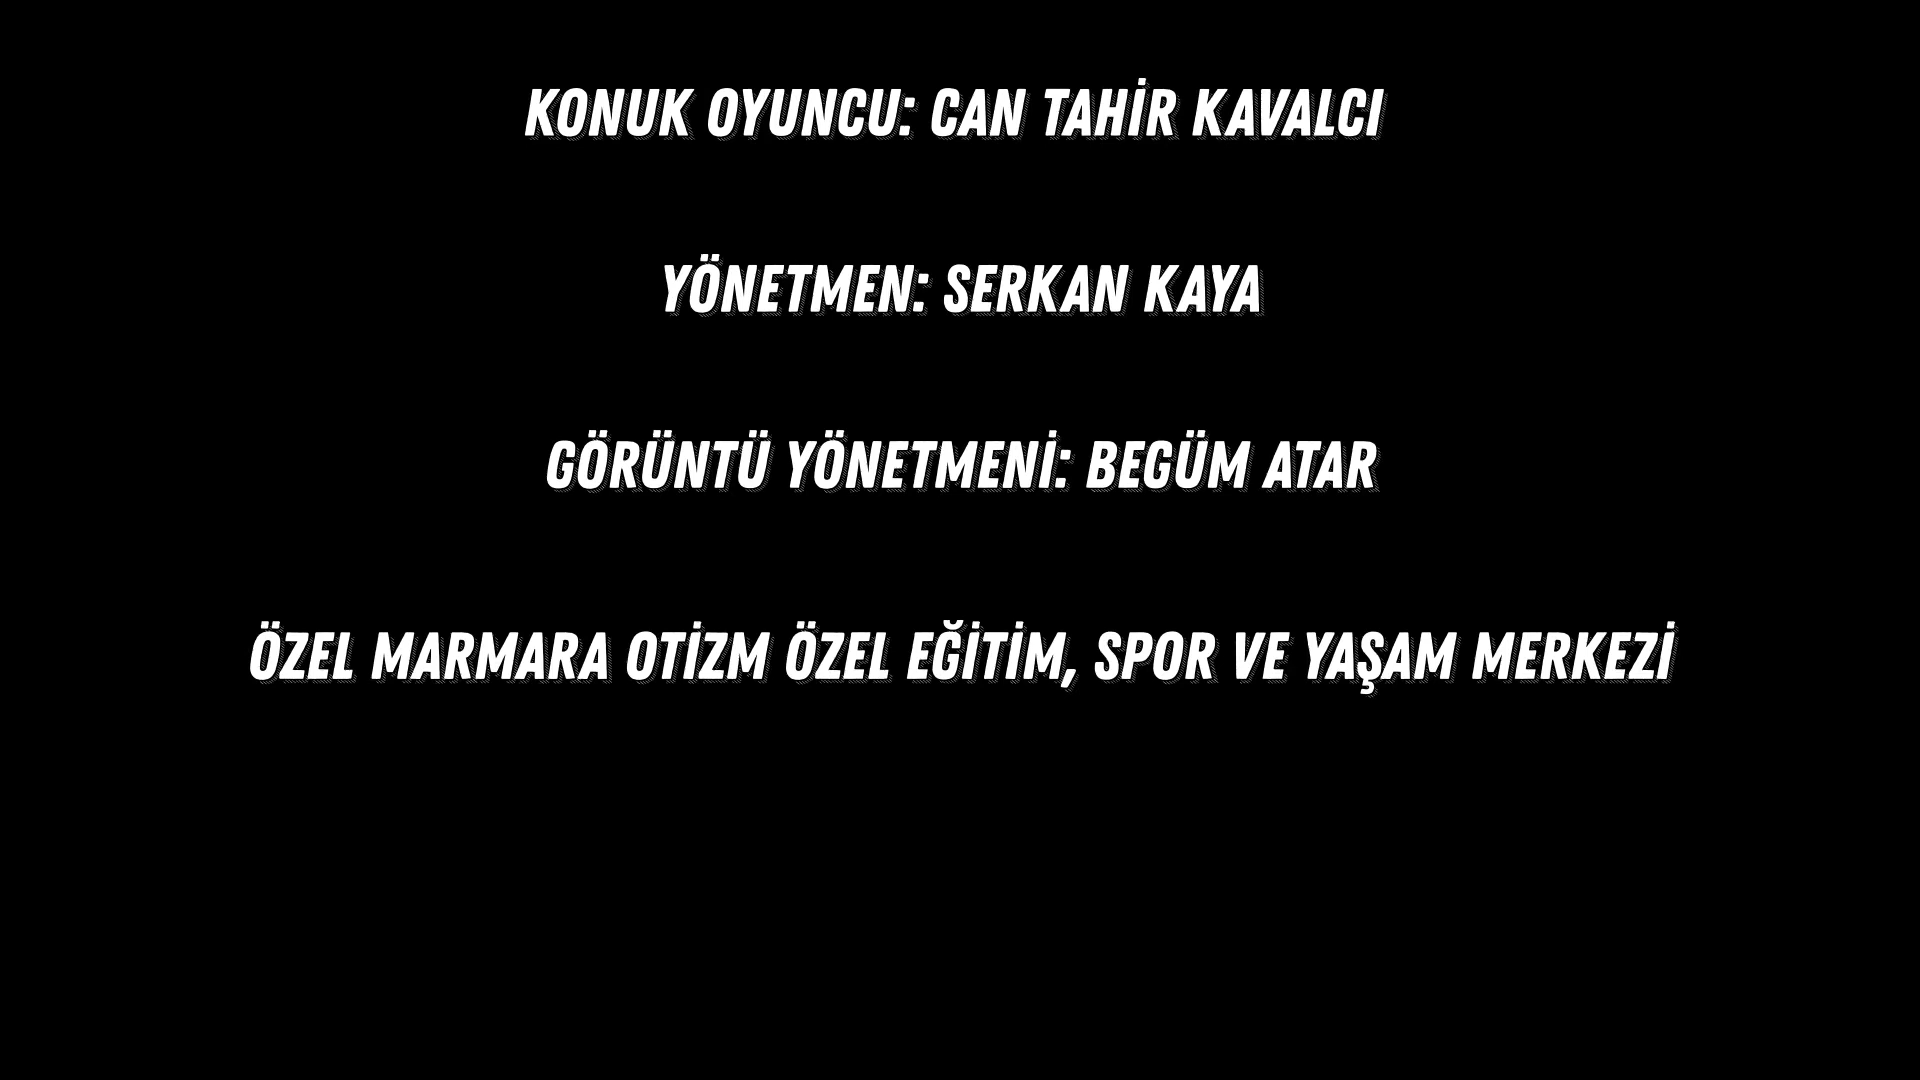 KONUK OYUNCU: CAN TAHİR KAVALCI
YÖNETMEN: SERKAN KAYA
GÖRÜNTÜ YÖNETMENİ: BEGÜM ATAR
ÖZEL MARMARA OTİZM ÖZEL EĞİTİM, SPOR VE YAŞAM MERKEZİ